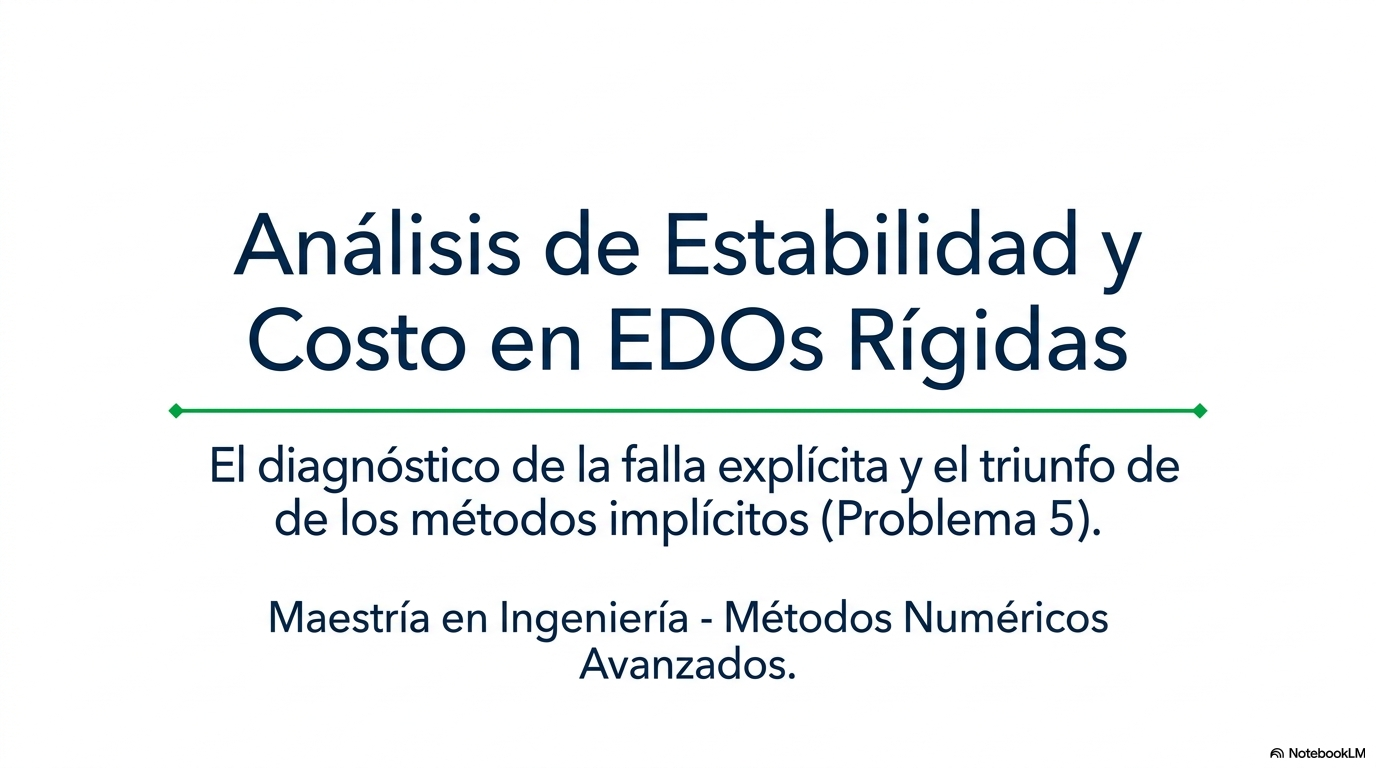 Análisis de Estabilidad y
Costo en EDOs Rígidas
El diagnóstico de la falla explícita y el triunfo de
de los métodos implícitos (Problema 5).
Maestría en Ingeniería - Métodos Numéricos
Avanzados.
NotebookLM